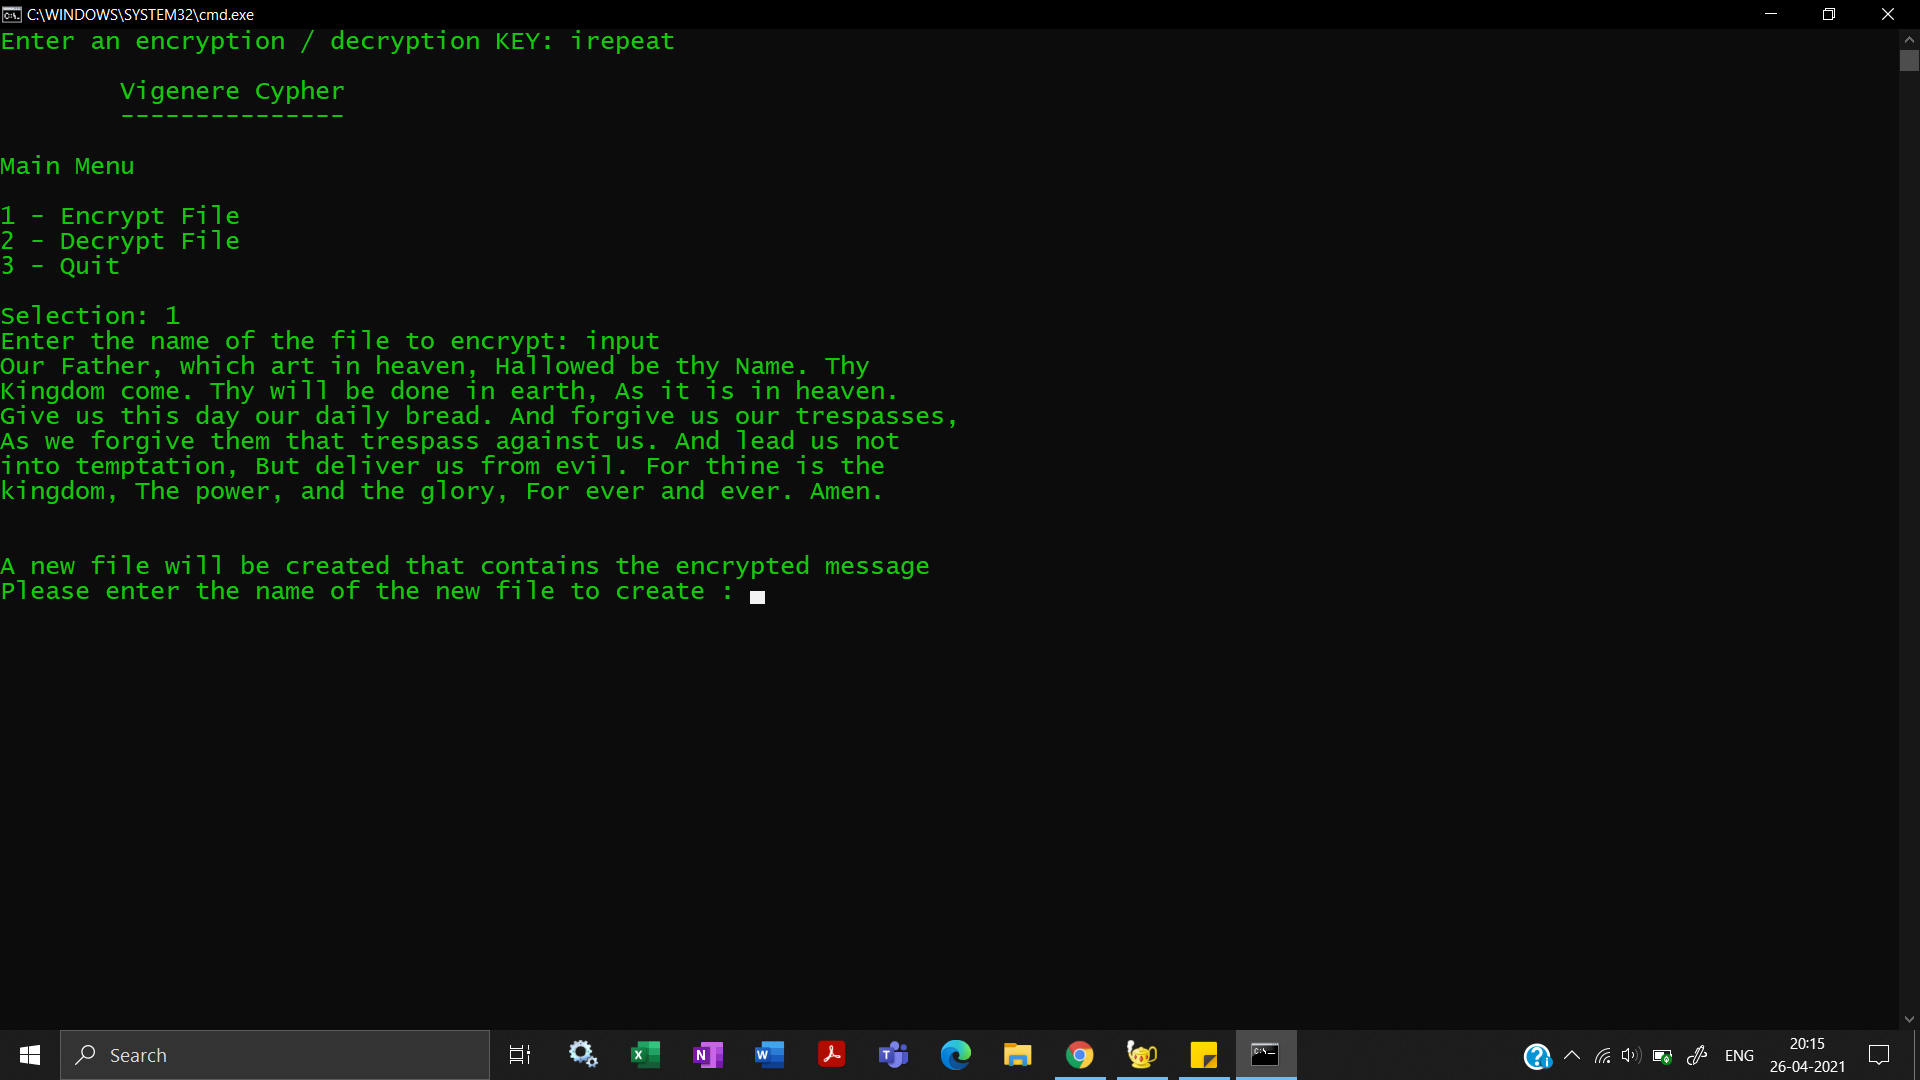 C:\WINDOWS\SYSTEM32\cmd.exe
Enter an encryption / decryption KEY: irepeat
Vigenere Cypher
---------------
Main Menu
1 - Encrypt File
2 - Decrypt File
3 - Quit
Selection: 1
Enter the name of the file to encrypt: input
Our Father, which art in heaven, Hallowed be thy Name. Thy
Kingdom come. Thy will be done in earth, As it is in heaven.
Give us this day our daily bread. And forgive us our trespasses,
As we forgive them that trespass against us. And lead us not
into temptation, But deliver us from evil. For thine is the
kingdom, The power, and the glory, For ever and ever. Amen.
A new file will be created that contains the encrypted message
Please enter the name of the new file to create :
Search
ENG
20:15
26-04-2021